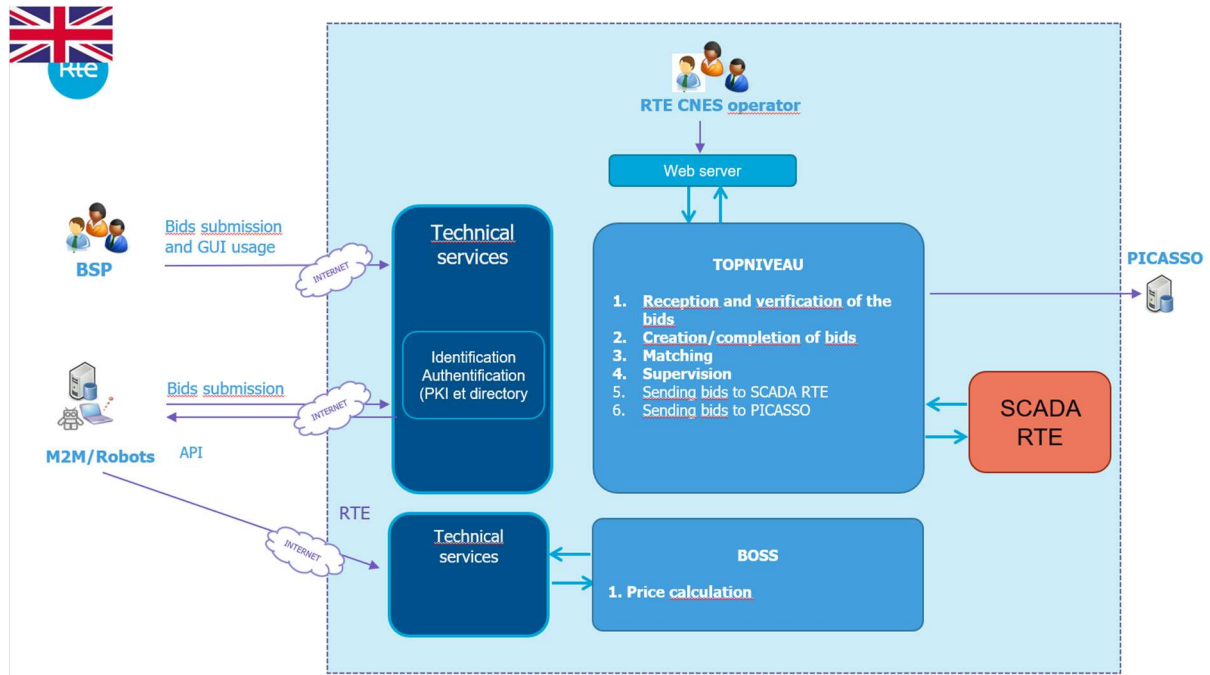 Rte
RTE CNES operator
Web server
BSP
Bids submission
and GUI usage
INTERNET
Technical
services
Identification
Authentification
(PKI et directory
TOPNIVEAU
1. Reception and verification of the
bids
2. Creation/completion of bids
3. Matching
4. Supervision
5. Sending bids to SCADA RTE
6. Sending bids to PICASSO
PICASSO
SCADA
RTE
Bids submission
INTERNET
M2M/Robots
API
RTE
INTERNET
Technical
services
BOSS
1. Price calculation